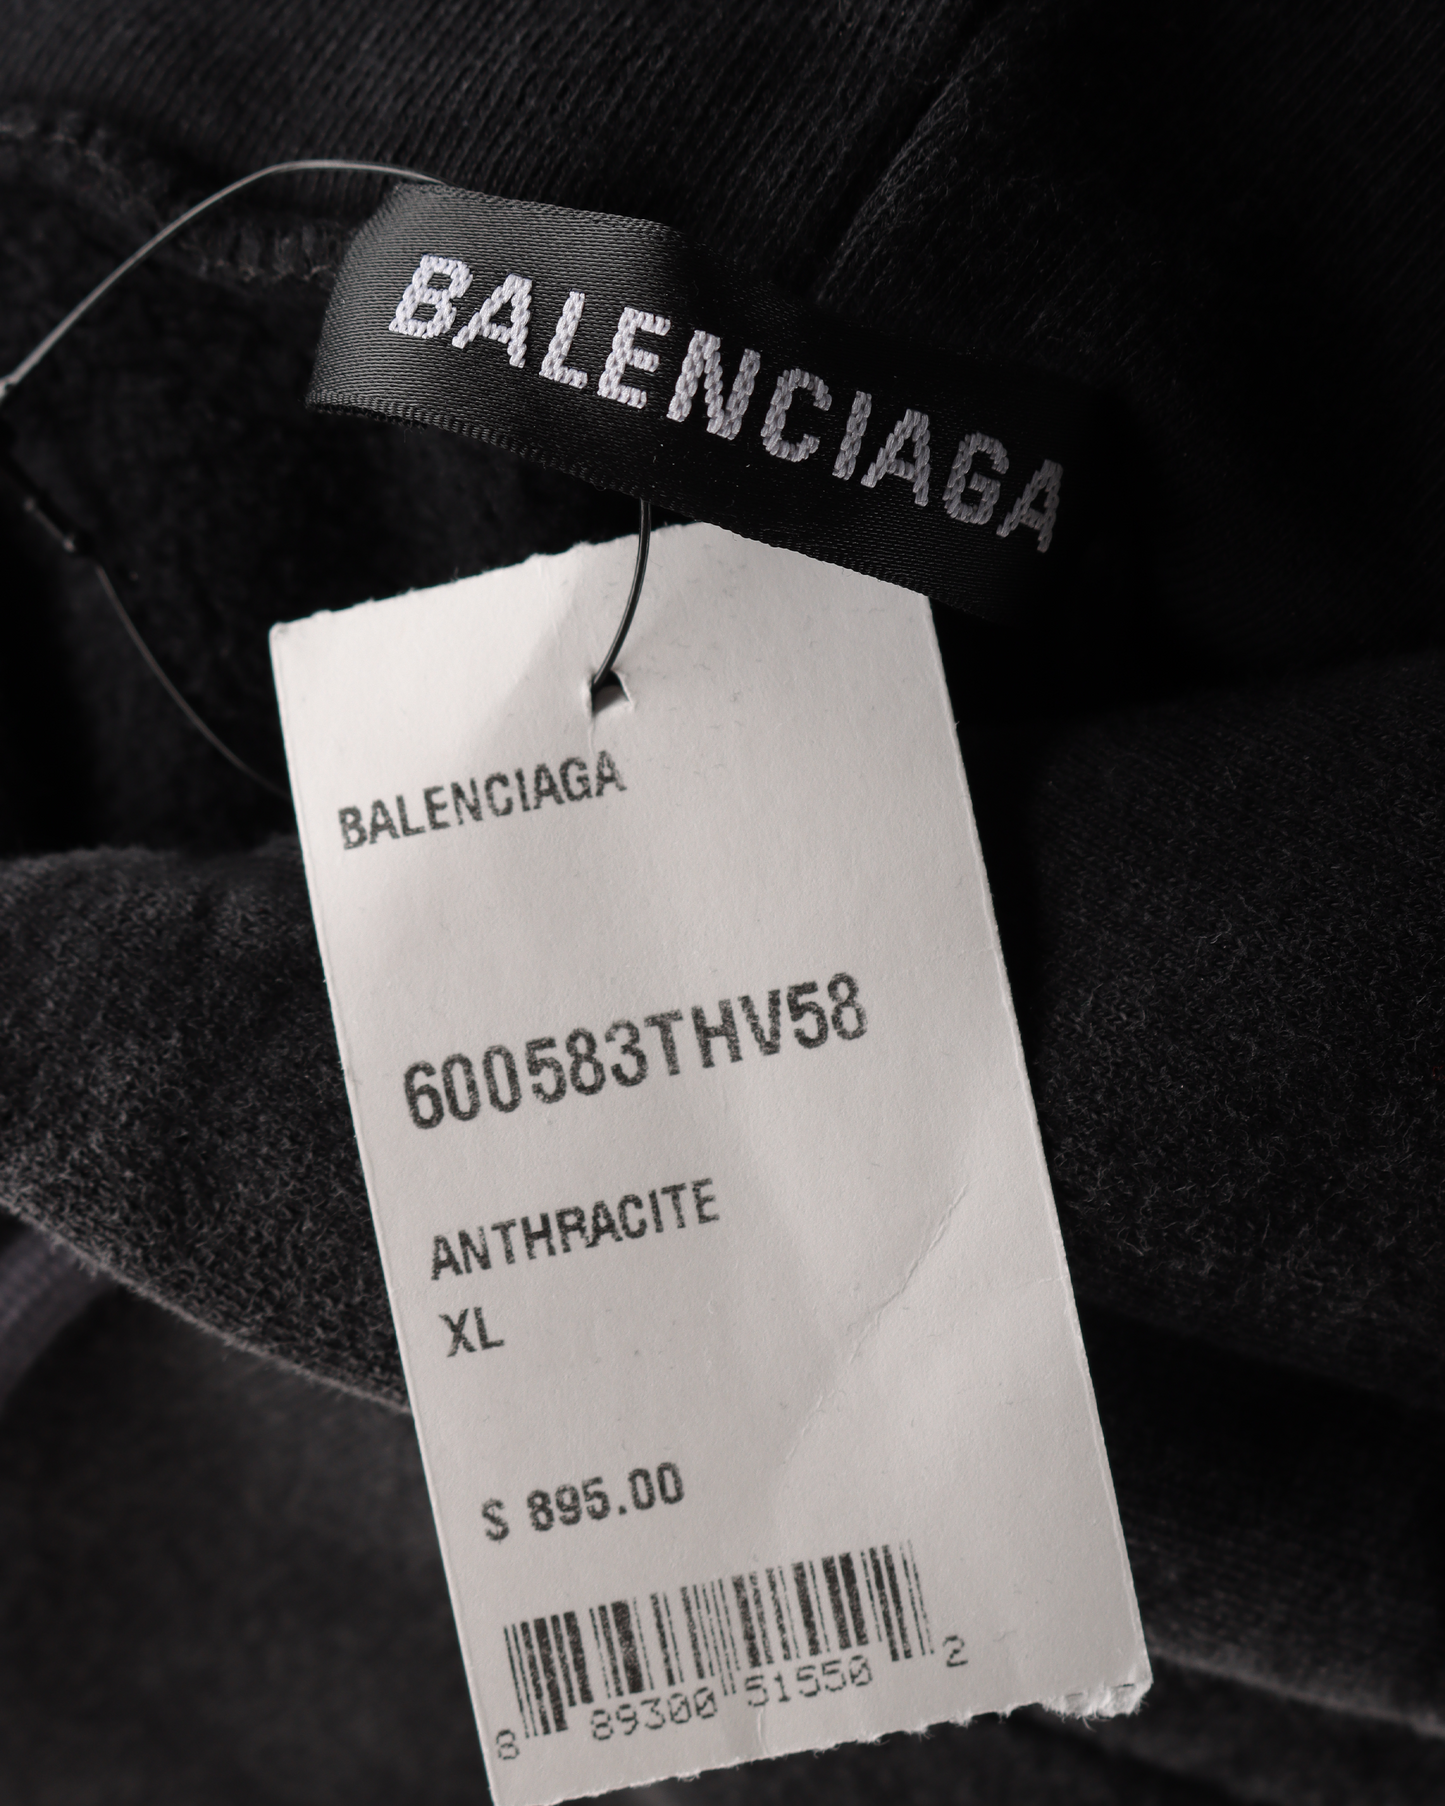 BALENCIAGA
BALENCIAGA
600583THV58
ANTHRACITE
XL
$ 895.00
8 89300 51550 2